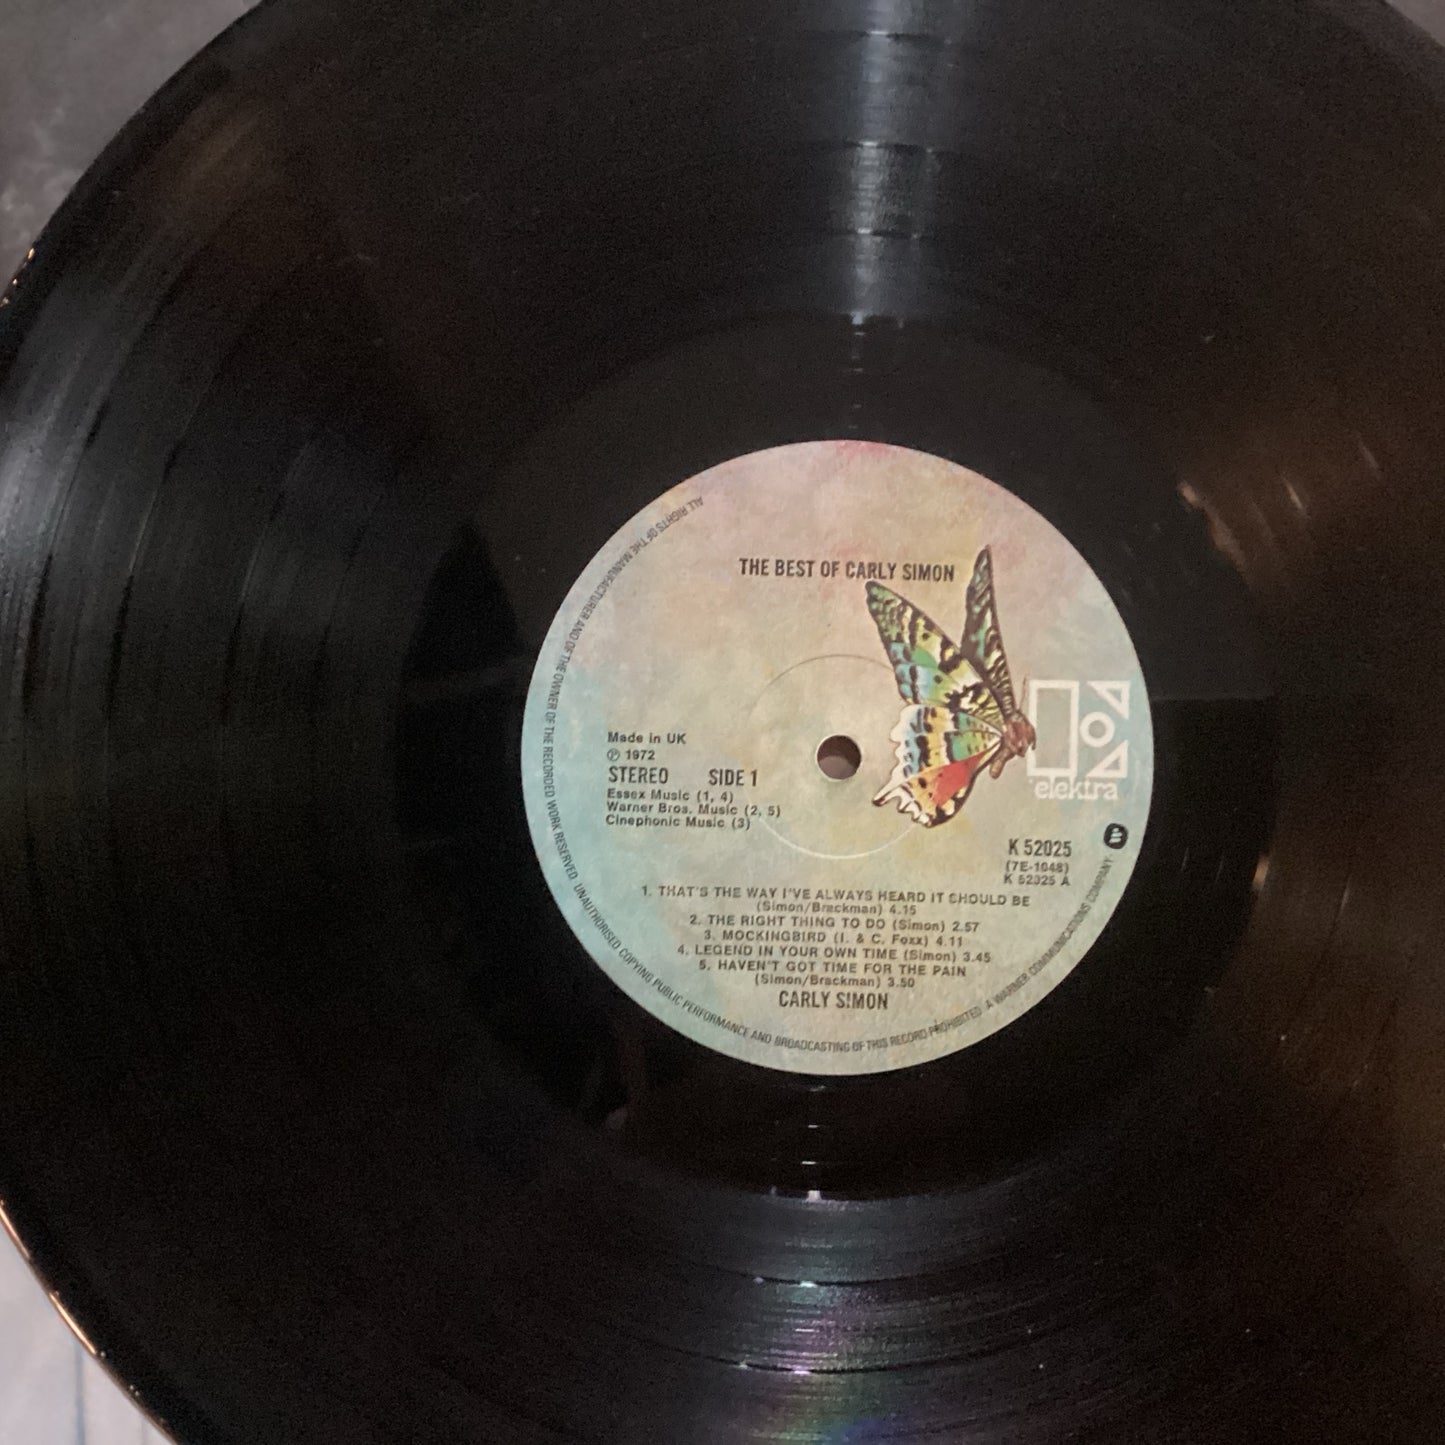 THE BEST OF CARLY SIMON
Made in UK
℗ 1972
STEREO SIDE 1
Essex Music (1, 4)
Warner Bros. Music (2, 5)
Cinephonic Music (3)
elektra
K 52025
(7E-1048)
K 52025 A
1. THAT'S THE WAY I'VE ALWAYS HEARD IT SHOULD BE
(Simon/Brackman) 4.15
2. THE RIGHT THING TO DO (Simon) 2.57
3. MOCKINGBIRD (I. & C. Foxx) 4.11
4. LEGEND IN YOUR OWN TIME (Simon) 3.45
5. HAVEN'T GOT TIME FOR THE PAIN
(Simon/Brackman) 3.50
CARLY SIMON
ALL RIGHTS OF THE MANUFACTURER AND OF THE OWNER OF THE RECORDED WORK RESERVED. UNAUTHORISED COPYING PUBLIC PERFORMANCE AND BROADCASTING OF THIS RECORD PROHIBITED A WARNER COMMUNICATIONS COMPANY